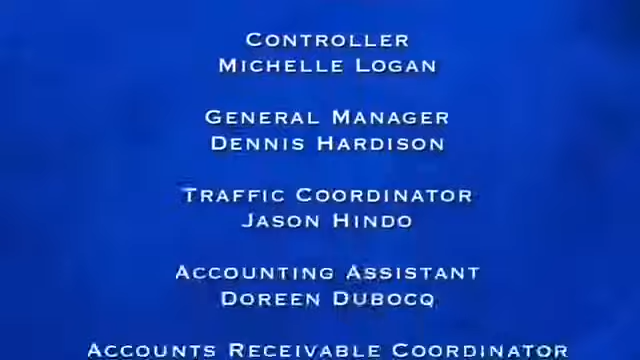 CONTROLLER
MICHELLE LOGAN
GENERAL MANAGER
DENNIS HARDISON
TRAFFIC COORDINATOR
JASON HINDO
ACCOUNTING ASSISTANT
DOREEN DUBOCQ
ACCOUNTS RECEIVABLE COORDINATOR